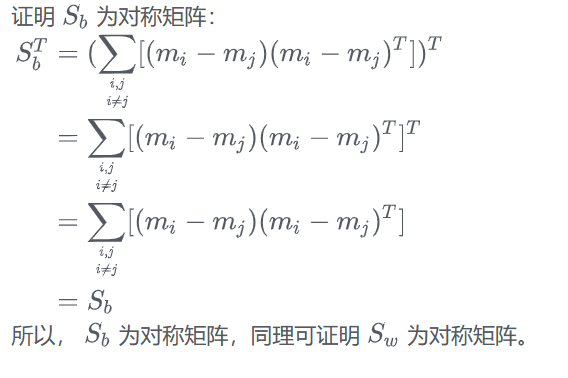 证明 $S_b$ 为对称矩阵：
$S_b^T = (\sum_{\substack{i,j \\ i \neq j}} [(m_i - m_j)(m_i - m_j)^T])^T$
$= \sum_{\substack{i,j \\ i \neq j}} [(m_i - m_j)(m_i - m_j)^T]^T$
$= \sum_{\substack{i,j \\ i \neq j}} [(m_i - m_j)(m_i - m_j)^T]$
$= S_b$
所以， $S_b$ 为对称矩阵，同理可证明 $S_w$ 为对称矩阵。